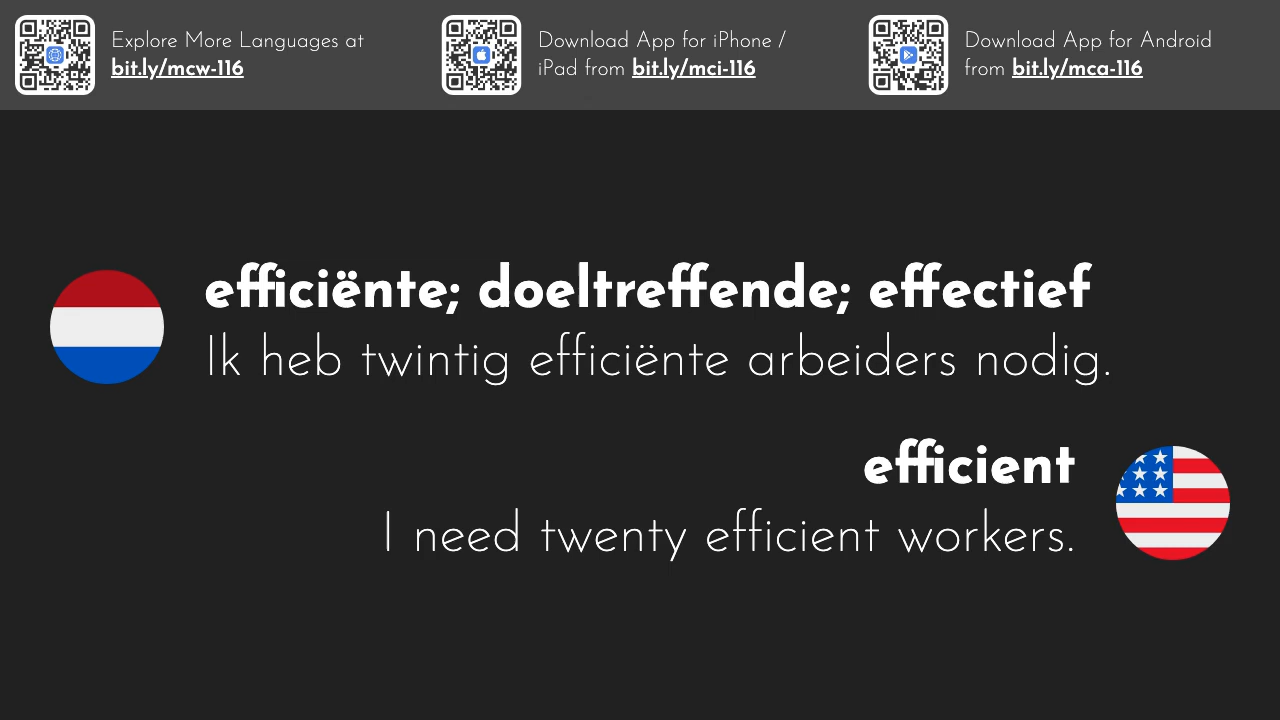 Explore More Languages at
bit.ly/mcw-116
Download App for iPhone /
iPad from bit.ly/mci-116
Download App for Android
from bit.ly/mca-116
efficiënte; doeltreffende; effectief
Ik heb twintig efficiënte arbeiders nodig.
efficient
I need twenty efficient workers.